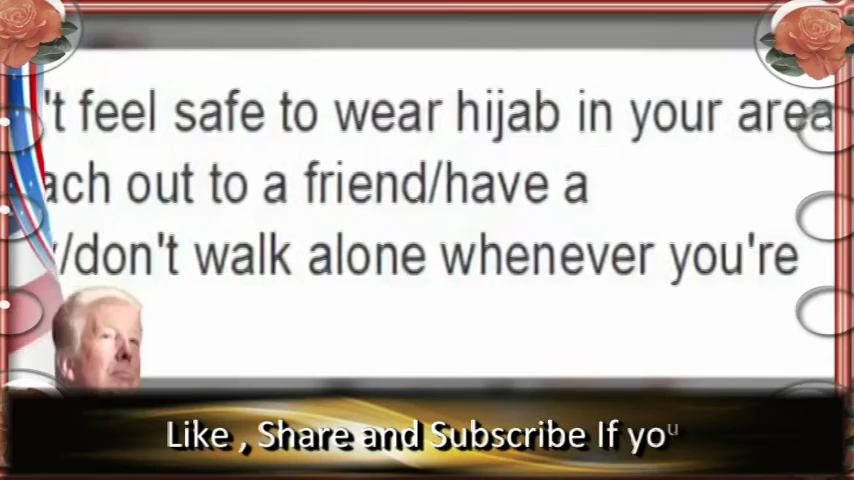 't feel safe to wear hijab in your area
ach out to a friend/have a
/don't walk alone whenever you're
Like , Share and Subscribe If you